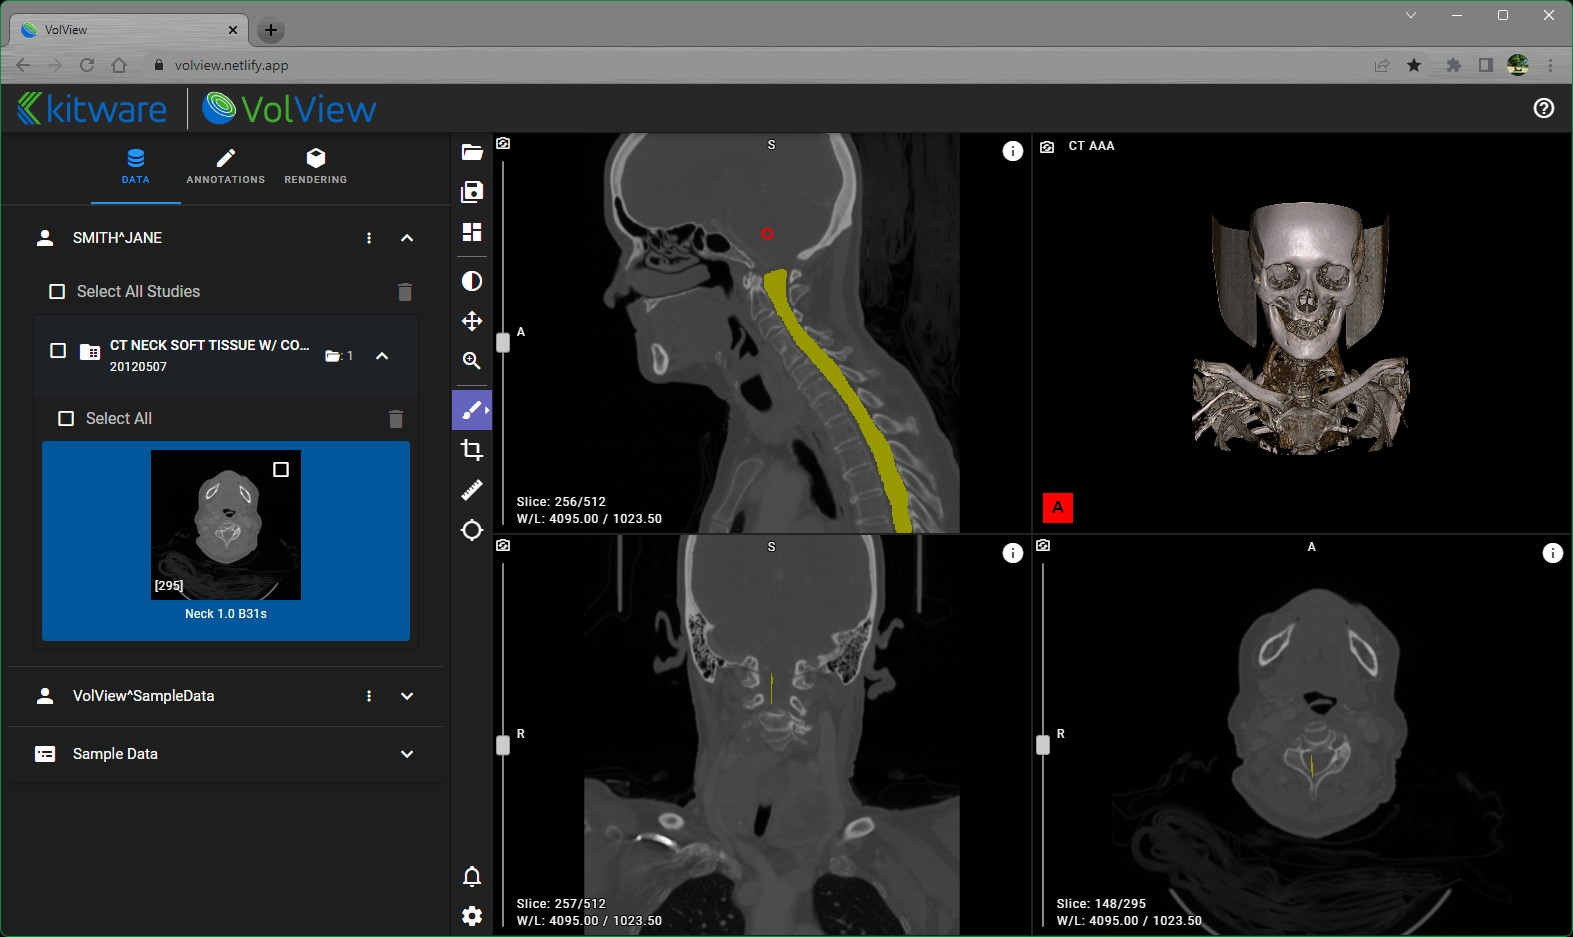 VolView
volview.netlify.app
kitware VolView
DATA
ANNOTATIONS
RENDERING
SMITH^JANE
Select All Studies
CT NECK SOFT TISSUE W/ CO...
: 1
20120507
Select All
[295]
Neck 1.0 B31s
VolView^SampleData
Sample Data
S
A
Slice: 256/512
W/L: 4095.00 / 1023.50
CT AAA
A
S
R
Slice: 257/512
W/L: 4095.00 / 1023.50
A
R
Slice: 148/295
W/L: 4095.00 / 1023.50